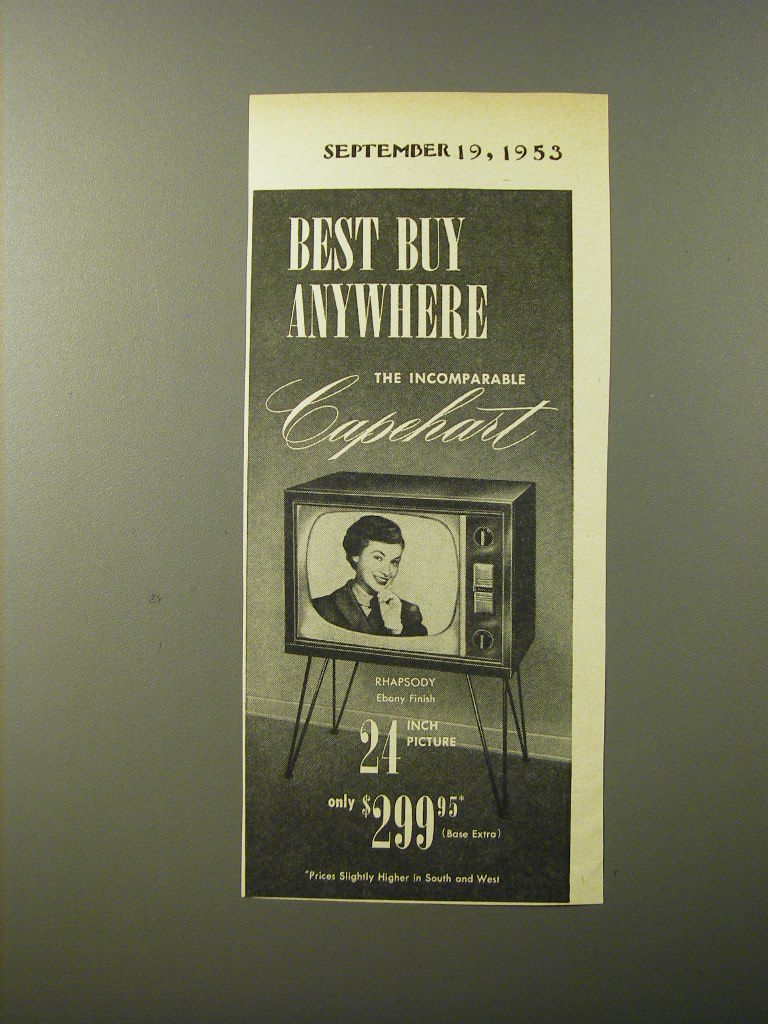 SEPTEMBER 19, 1953
BEST BUY
ANYWHERE
THE INCOMPARABLE
Capehart
RHAPSODY
Ebony Finish
24 INCH
PICTURE
only $299.95*
(Base Extra)
*Prices Slightly Higher in South and West